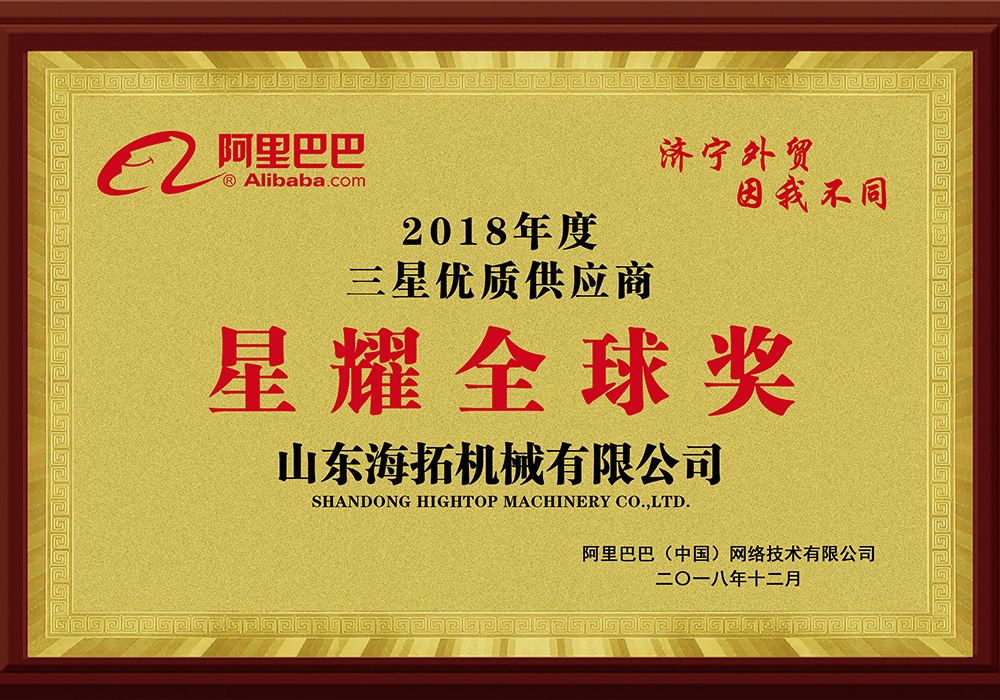 阿里巴巴
® Alibaba.com
济宁外贸
因我不同
2018年度
三星优质供应商
星耀全球奖
山东海拓机械有限公司
SHANDONG HIGHTOP MACHINERY CO.,LTD.
阿里巴巴（中国）网络技术有限公司
二〇一八年十二月